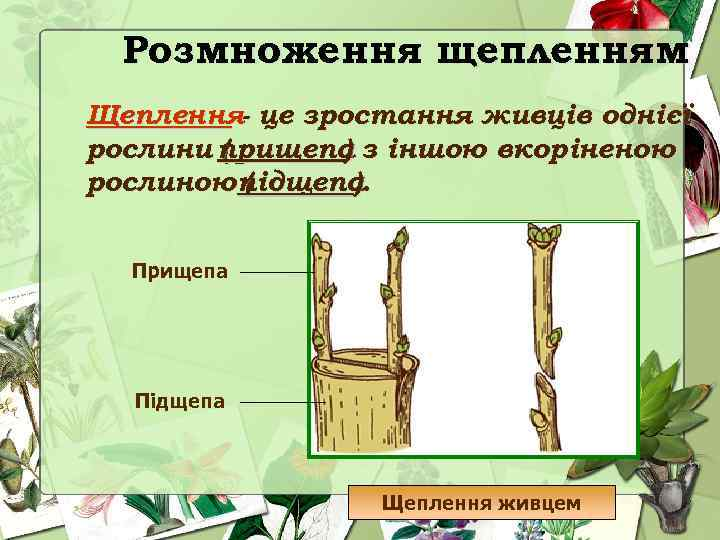 Розмноження щепленням
Щеплення- це зростання живців однієї
рослини (прищепа) з іншою вкоріненою
рослиною (підщепа).
Прищепа
Підщепа
Щеплення живцем